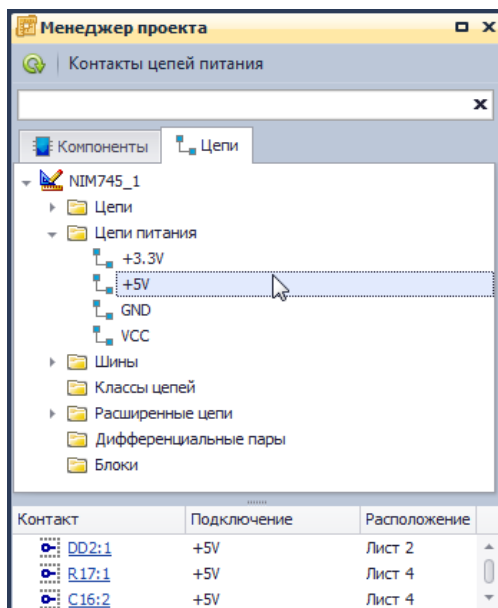 Менеджер проекта
Контакты цепей питания
Компоненты Цепи
NIM745_1
Цепи
Цепи питания
+3.3V
+5V
GND
VCC
Шины
Классы цепей
Расширенные цепи
Дифференциальные пары
Блоки
Контакт Подключение Расположение
DD2:1 +5V Лист 2
R17:1 +5V Лист 4
C16:2 +5V Лист 4